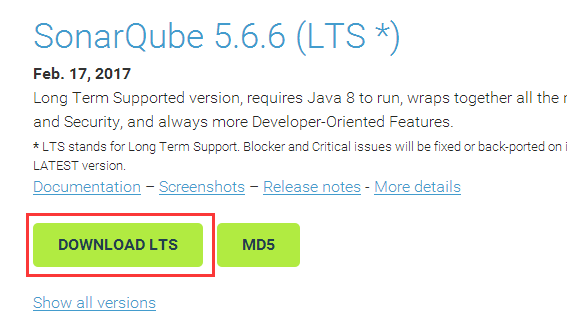 SonarQube 5.6.6 (LTS *)
Feb. 17, 2017
Long Term Supported version, requires Java 8 to run, wraps together all the
and Security, and always more Developer-Oriented Features.
* LTS stands for Long Term Support. Blocker and Critical issues will be fixed or back-ported on
LATEST version.
Documentation – Screenshots – Release notes - More details
DOWNLOAD LTS MD5
Show all versions